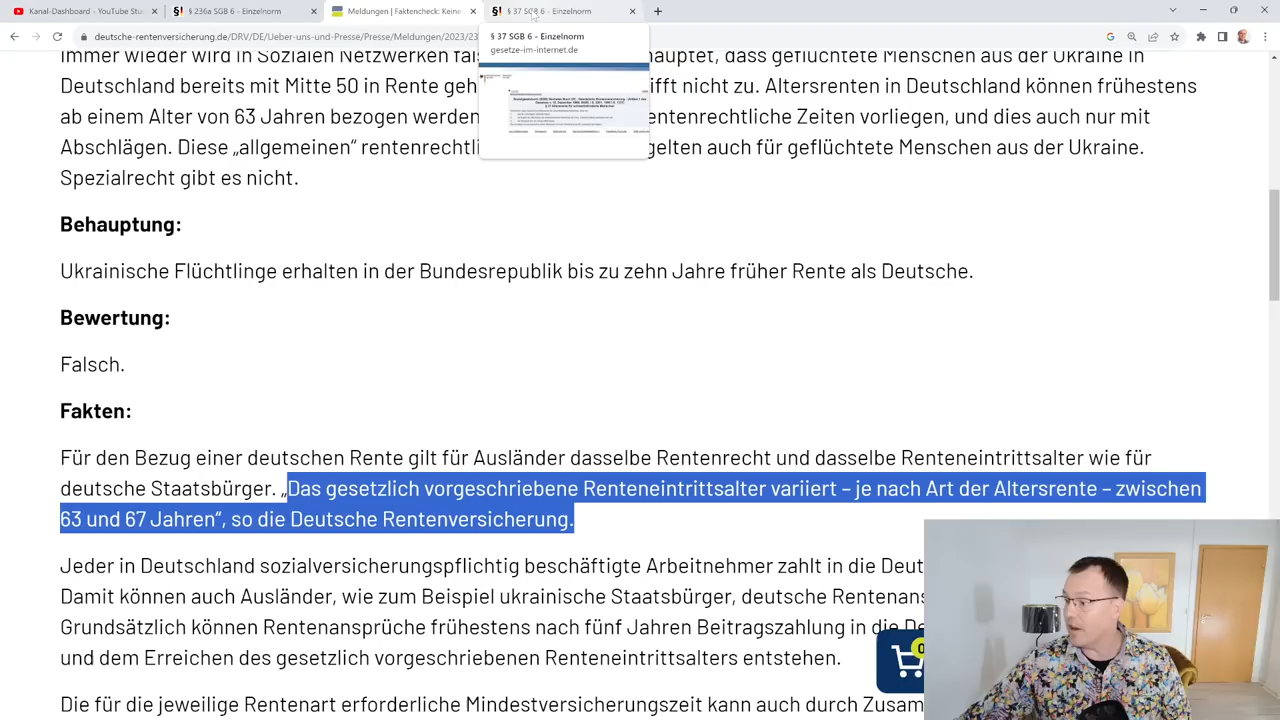 Kanal-Dashboard - YouTube Stud
§ 236a SGB 6 - Einzelnorm
Meldungen | Faktencheck: Keine
§ 37 SGB 6 - Einzelnorm
deutsche-rentenversicherung.de/DRV/DE/Ueber-uns-und-Presse/Presse/Meldungen/2023/23
§ 37 SGB 6 - Einzelnorm
gesetze-im-internet.de
Immer wieder wird in Sozialen Netzwerken fals hauptet, dass geflüchtete Menschen aus der Ukraine in
Deutschland bereits mit Mitte 50 in Rente geh ifft nicht zu. Altersrenten in Deutschland können frühestens
ab einem Alter von 63 Jahren bezogen werden entenrechtliche Zeiten vorliegen, und dies auch nur mit
Abschlägen. Diese „allgemeinen“ rentenrechtli gelten auch für geflüchtete Menschen aus der Ukraine.
Spezialrecht gibt es nicht.
Behauptung:
Ukrainische Flüchtlinge erhalten in der Bundesrepublik bis zu zehn Jahre früher Rente als Deutsche.
Bewertung:
Falsch.
Fakten:
Für den Bezug einer deutschen Rente gilt für Ausländer dasselbe Rentenrecht und dasselbe Renteneintrittsalter wie für
deutsche Staatsbürger. „Das gesetzlich vorgeschriebene Renteneintrittsalter variiert – je nach Art der Altersrente – zwischen
63 und 67 Jahren“, so die Deutsche Rentenversicherung.
Jeder in Deutschland sozialversicherungspflichtig beschäftigte Arbeitnehmer zahlt in die Deut
Damit können auch Ausländer, wie zum Beispiel ukrainische Staatsbürger, deutsche Rentenans
Grundsätzlich können Rentenansprüche frühestens nach fünf Jahren Beitragszahlung in die De
und dem Erreichen des gesetzlich vorgeschriebenen Renteneintrittsalters entstehen.
Die für die jeweilige Rentenart erforderliche Mindestversicherungszeit kann auch durch Zusam